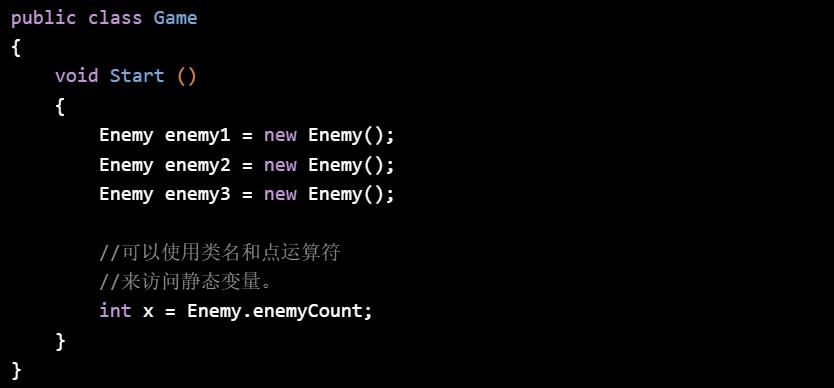 public class Game
{
    void Start ()
    {
        Enemy enemy1 = new Enemy();
        Enemy enemy2 = new Enemy();
        Enemy enemy3 = new Enemy();

        //可以使用类名和点运算符
        //来访问静态变量。
        int x = Enemy.enemyCount;
    }
}